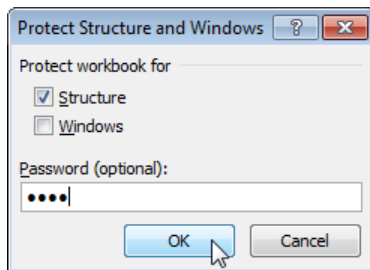 Protect Structure and Windows ?
Protect workbook for
Structure
Windows
Password (optional):
••••
OK Cancel